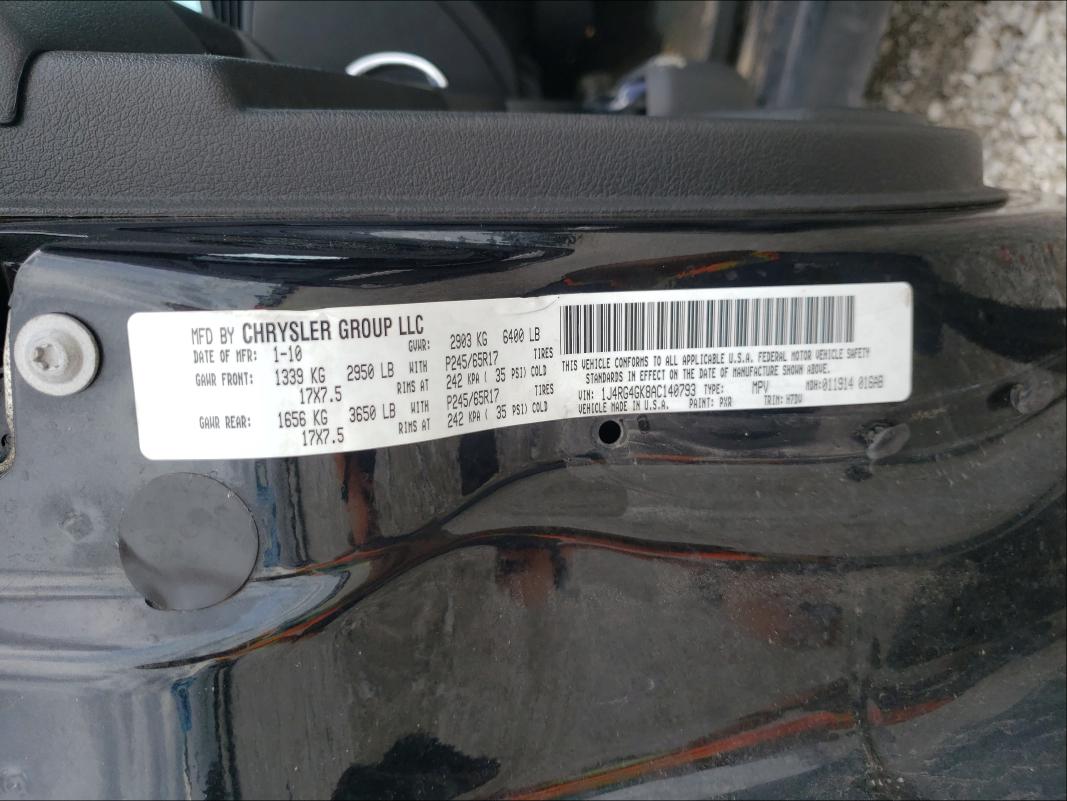 MFD BY CHRYSLER GROUP LLC
DATE OF MFR: 1-10 GVWR: 2903 KG 6400 LB
GAWR FRONT: 1339 KG 2950 LB WITH P245/65R17 TIRES
17X7.5 RIMS AT 242 KPA ( 35 PSI) COLD
GAWR REAR: 1656 KG 3650 LB WITH P245/65R17 TIRES
17X7.5 RIMS AT 242 KPA ( 35 PSI) COLD
THIS VEHICLE CONFORMS TO ALL APPLICABLE U.S.A. FEDERAL MOTOR VEHICLE SAFETY
STANDARDS IN EFFECT ON THE DATE OF MANUFACTURE SHOWN ABOVE.
VIN: 1J4RG4GK8AC140793 TYPE: MPV MDH: 011914 016AB
VEHICLE MADE IN U.S.A. PAINT: PXR TRIM: H7DV